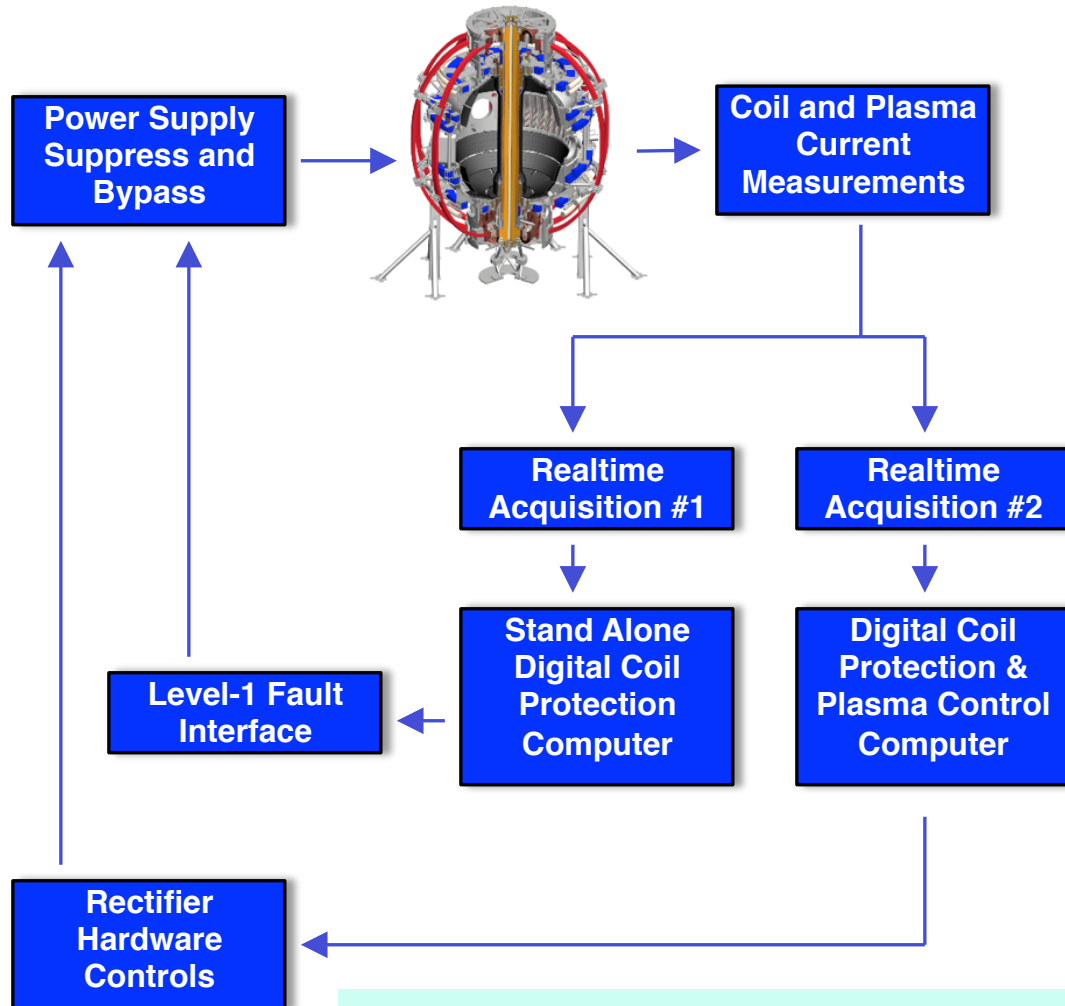 Power Supply
Suppress and
Bypass
Coil and Plasma
Current
Measurements
Realtime
Acquisition #1
Realtime
Acquisition #2
Stand Alone
Digital Coil
Protection
Computer
Digital Coil
Protection &
Plasma Control
Computer
Level-1 Fault
Interface
Rectifier
Hardware
Controls